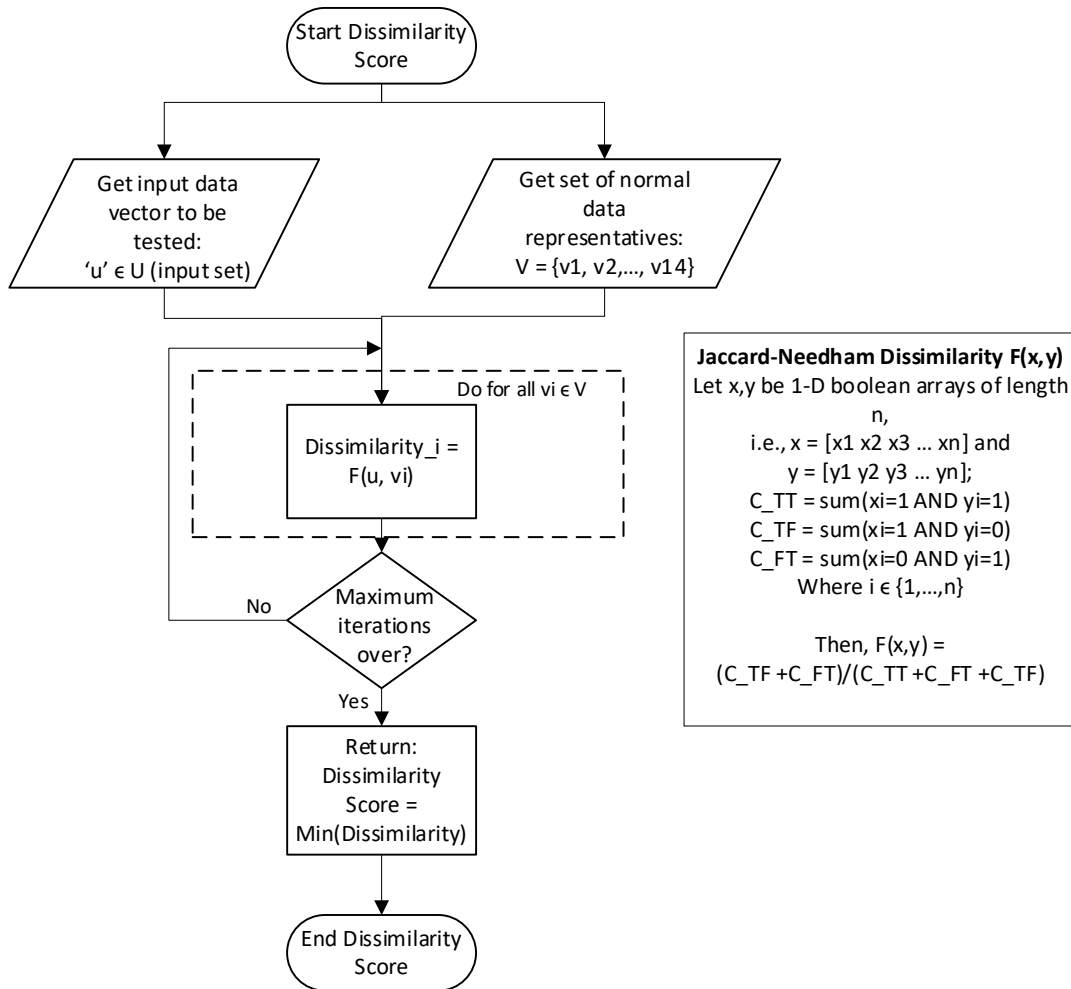 Start Dissimilarity
Score
Get input data
vector to be
tested:
‘u’ ϵ U (input set)
Get set of normal
data
representatives:
V = {v1, v2,…, v14}
Do for all vi ϵ V
Dissimilarity_i =
F(u, vi)
No
Maximum
iterations
over?
Yes
Return:
Dissimilarity
Score =
Min(Dissimilarity)
End Dissimilarity
Score
Jaccard-Needham Dissimilarity F(x,y)
Let x,y be 1-D boolean arrays of length
n,
i.e., x = [x1 x2 x3 … xn] and
y = [y1 y2 y3 … yn];
C_TT = sum(xi=1 AND yi=1)
C_TF = sum(xi=1 AND yi=0)
C_FT = sum(xi=0 AND yi=1)
Where i ϵ {1,…,n}
Then, F(x,y) =
(C_TF +C_FT)/(C_TT +C_FT +C_TF)